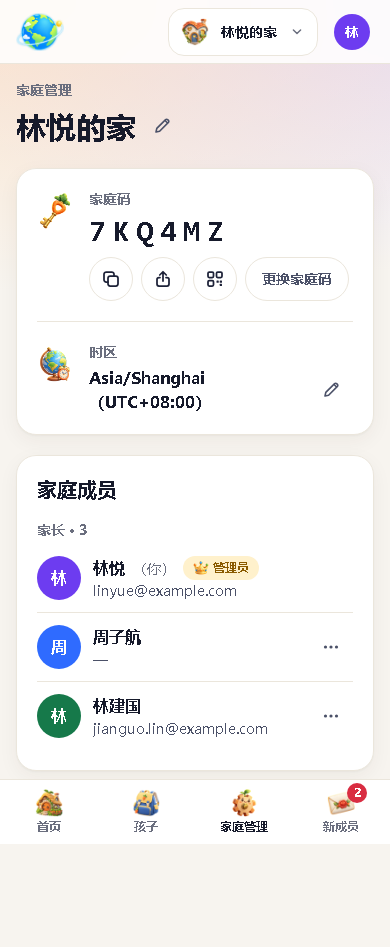 林悦的家
林
家庭管理
林悦的家
家庭码
7KQ4MZ
更换家庭码
时区
Asia/Shanghai
（UTC+08:00）
家庭成员
家长 • 3
林
林悦 （你） 管理员
linyue@example.com
周
周子航
—
林
林建国
jianguo.lin@example.com
2
首页 孩子 家庭管理 新成员